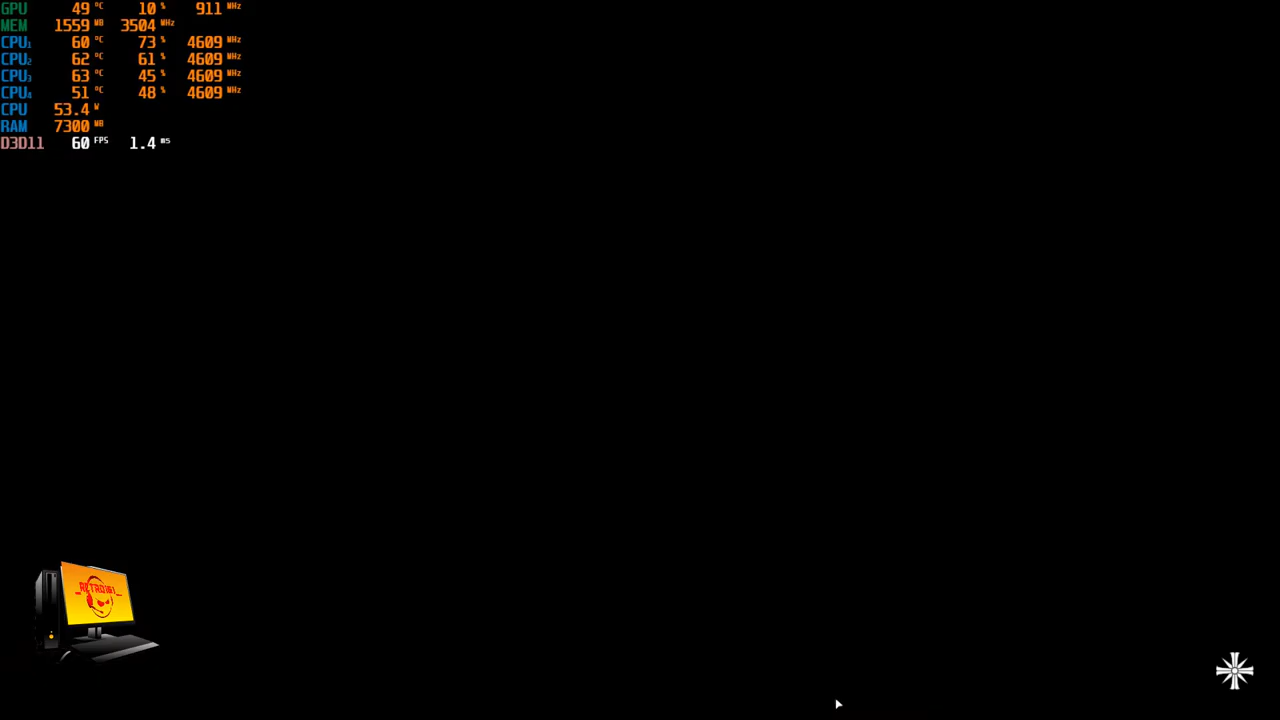 GPU 49 °C 10 % 911 MHz
MEM 1559 MB 3504 MHz
CPU1 60 °C 73 % 4609 MHz
CPU2 62 °C 61 % 4609 MHz
CPU3 63 °C 45 % 4609 MHz
CPU4 51 °C 48 % 4609 MHz
CPU 53.4 W
RAM 7300 MB
D3D11 60 FPS 1.4 ms